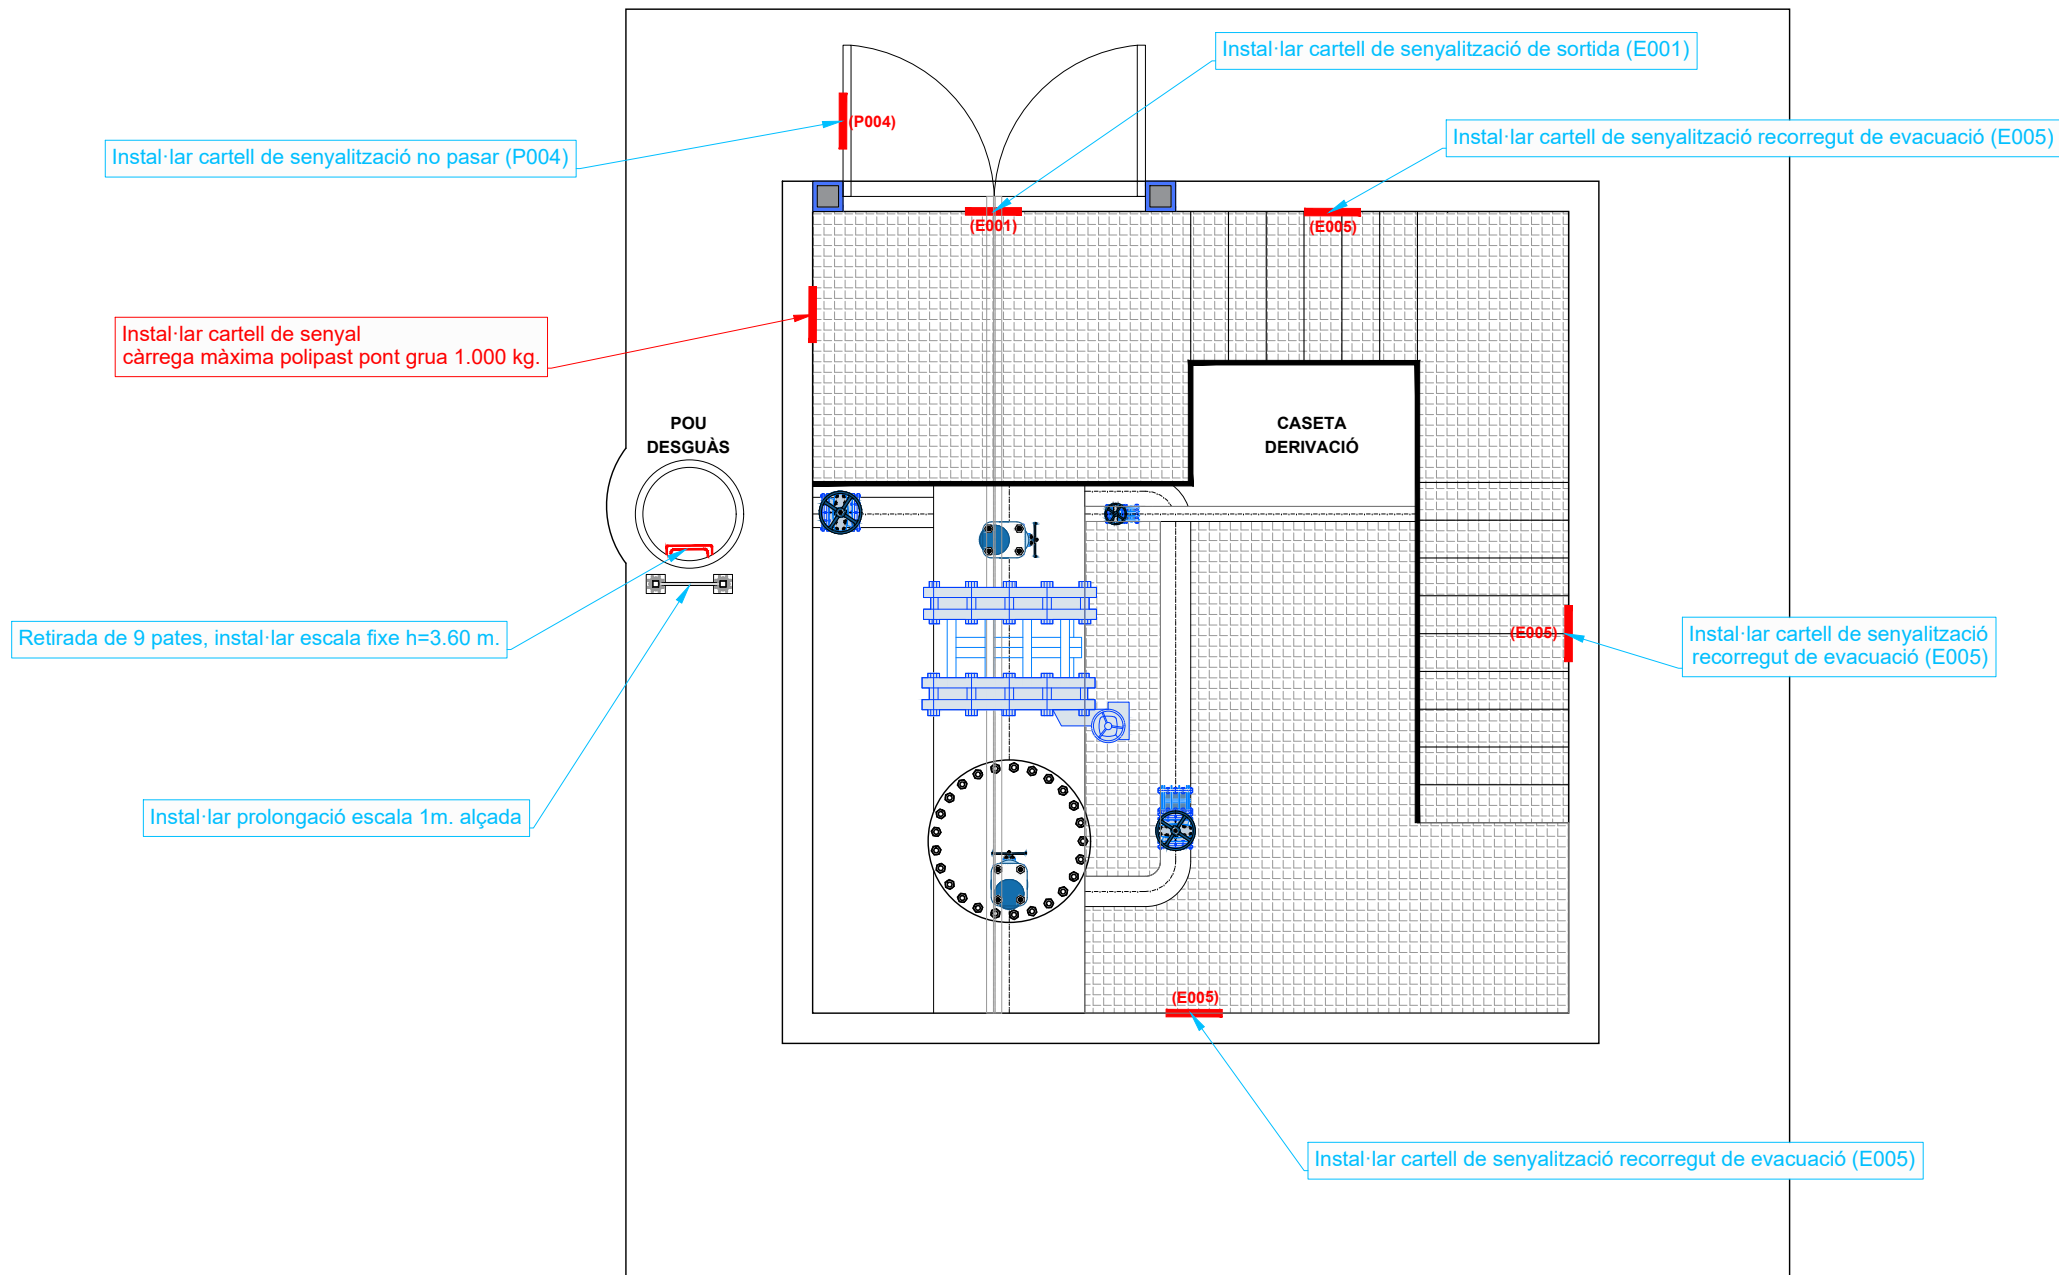 Instal·lar cartell de senyalització de sortida (E001)
(P004)
Instal·lar cartell de senyalització recorregut de evacuació (E005)
Instal·lar cartell de senyalització no pasar (P004)
(E001)
(E005)
Instal·lar cartell de senyal
càrrega màxima polipast pont grua 1.000 kg.
POU
DESGUÀS
CASETA
DERIVACIÓ
Retirada de 9 pates, instal·lar escala fixe h=3.60 m.
(E005)
Instal·lar cartell de senyalització
recorregut de evacuació (E005)
Instal·lar prolongació escala 1m. alçada
(E005)
Instal·lar cartell de senyalització recorregut de evacuació (E005)